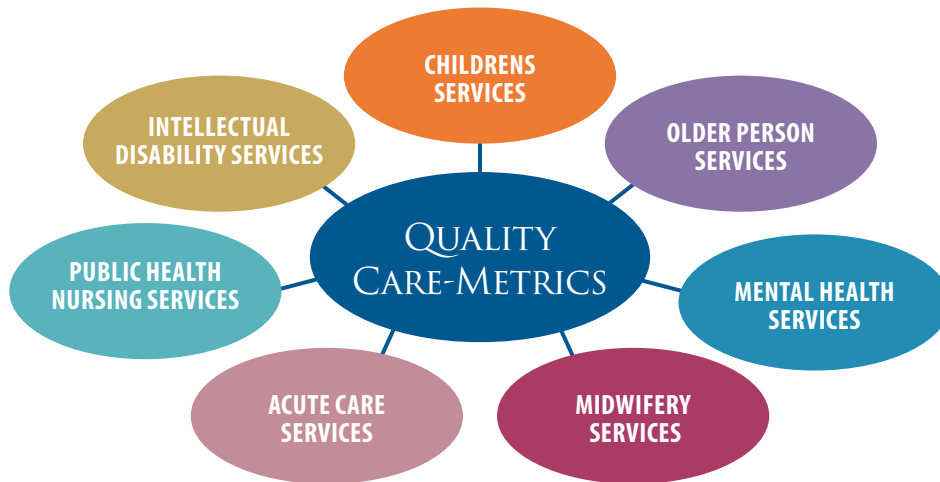 CHILDRENS
SERVICES
INTELLECTUAL
DISABILITY SERVICES
OLDER PERSON
SERVICES
QUALITY
CARE-METRICS
PUBLIC HEALTH
NURSING SERVICES
MENTAL HEALTH
SERVICES
ACUTE CARE
SERVICES
MIDWIFERY
SERVICES